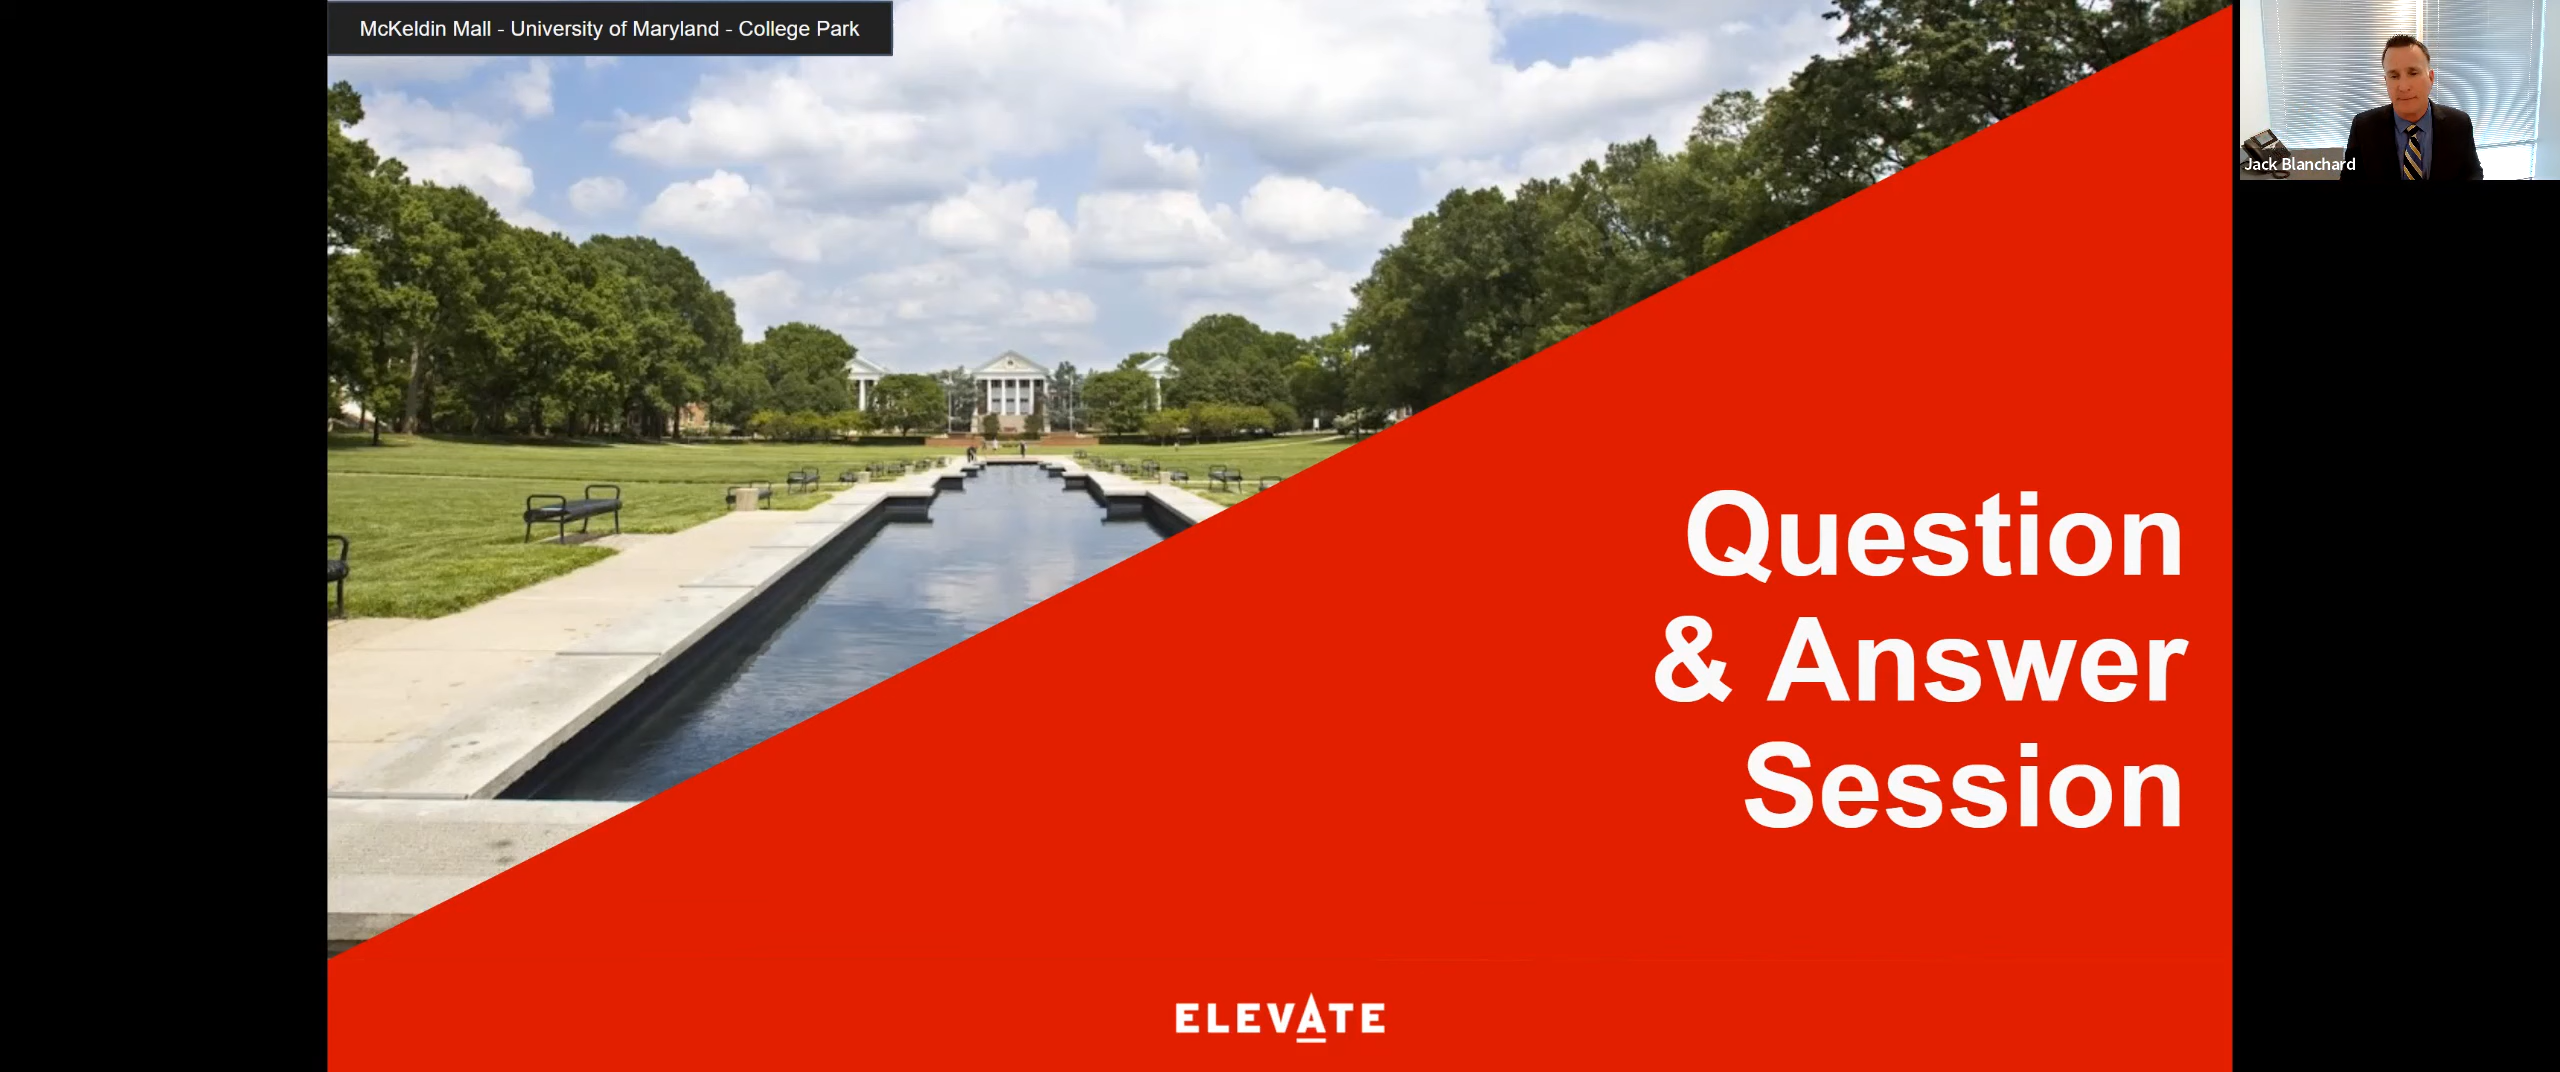 McKeldin Mall - University of Maryland - College Park
Jack Blanchard
Question
& Answer
Session
ELEVATE